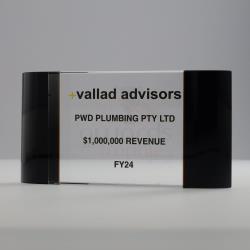 +vallad advisors
PWD PLUMBING PTY LTD
$1,000,000 REVENUE
FY24